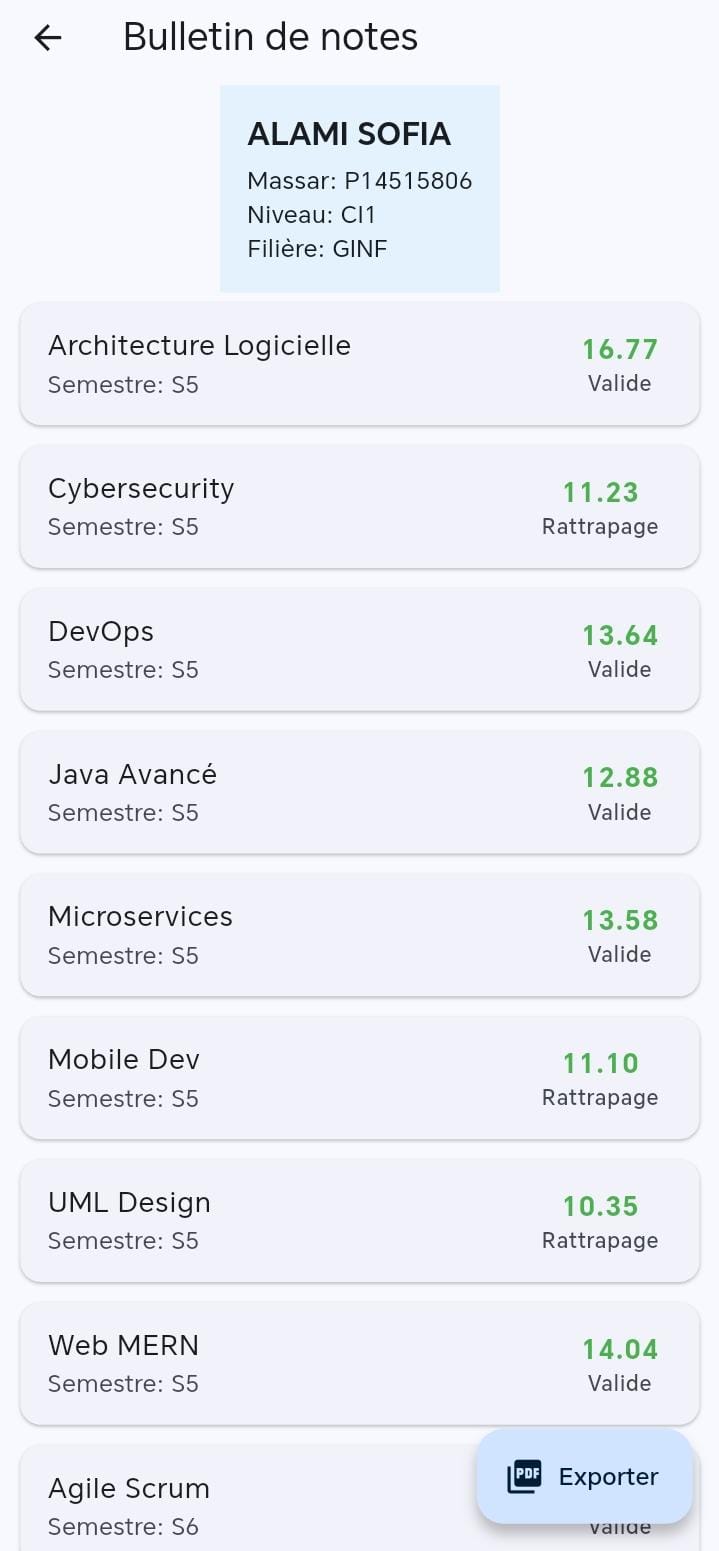 Bulletin de notes
ALAMI SOFIA
Massar: P14515806
Niveau: CI1
Filière: GINF
Architecture Logicielle
16.77
Semestre: S5
Valide
Cybersecurity
11.23
Semestre: S5
Rattrapage
DevOps
13.64
Semestre: S5
Valide
Java Avancé
12.88
Semestre: S5
Valide
Microservices
13.58
Semestre: S5
Valide
Mobile Dev
11.10
Semestre: S5
Rattrapage
UML Design
10.35
Semestre: S5
Rattrapage
Web MERN
14.04
Semestre: S5
Valide
Agile Scrum
PDF Exporter
Semestre: S6
Valide